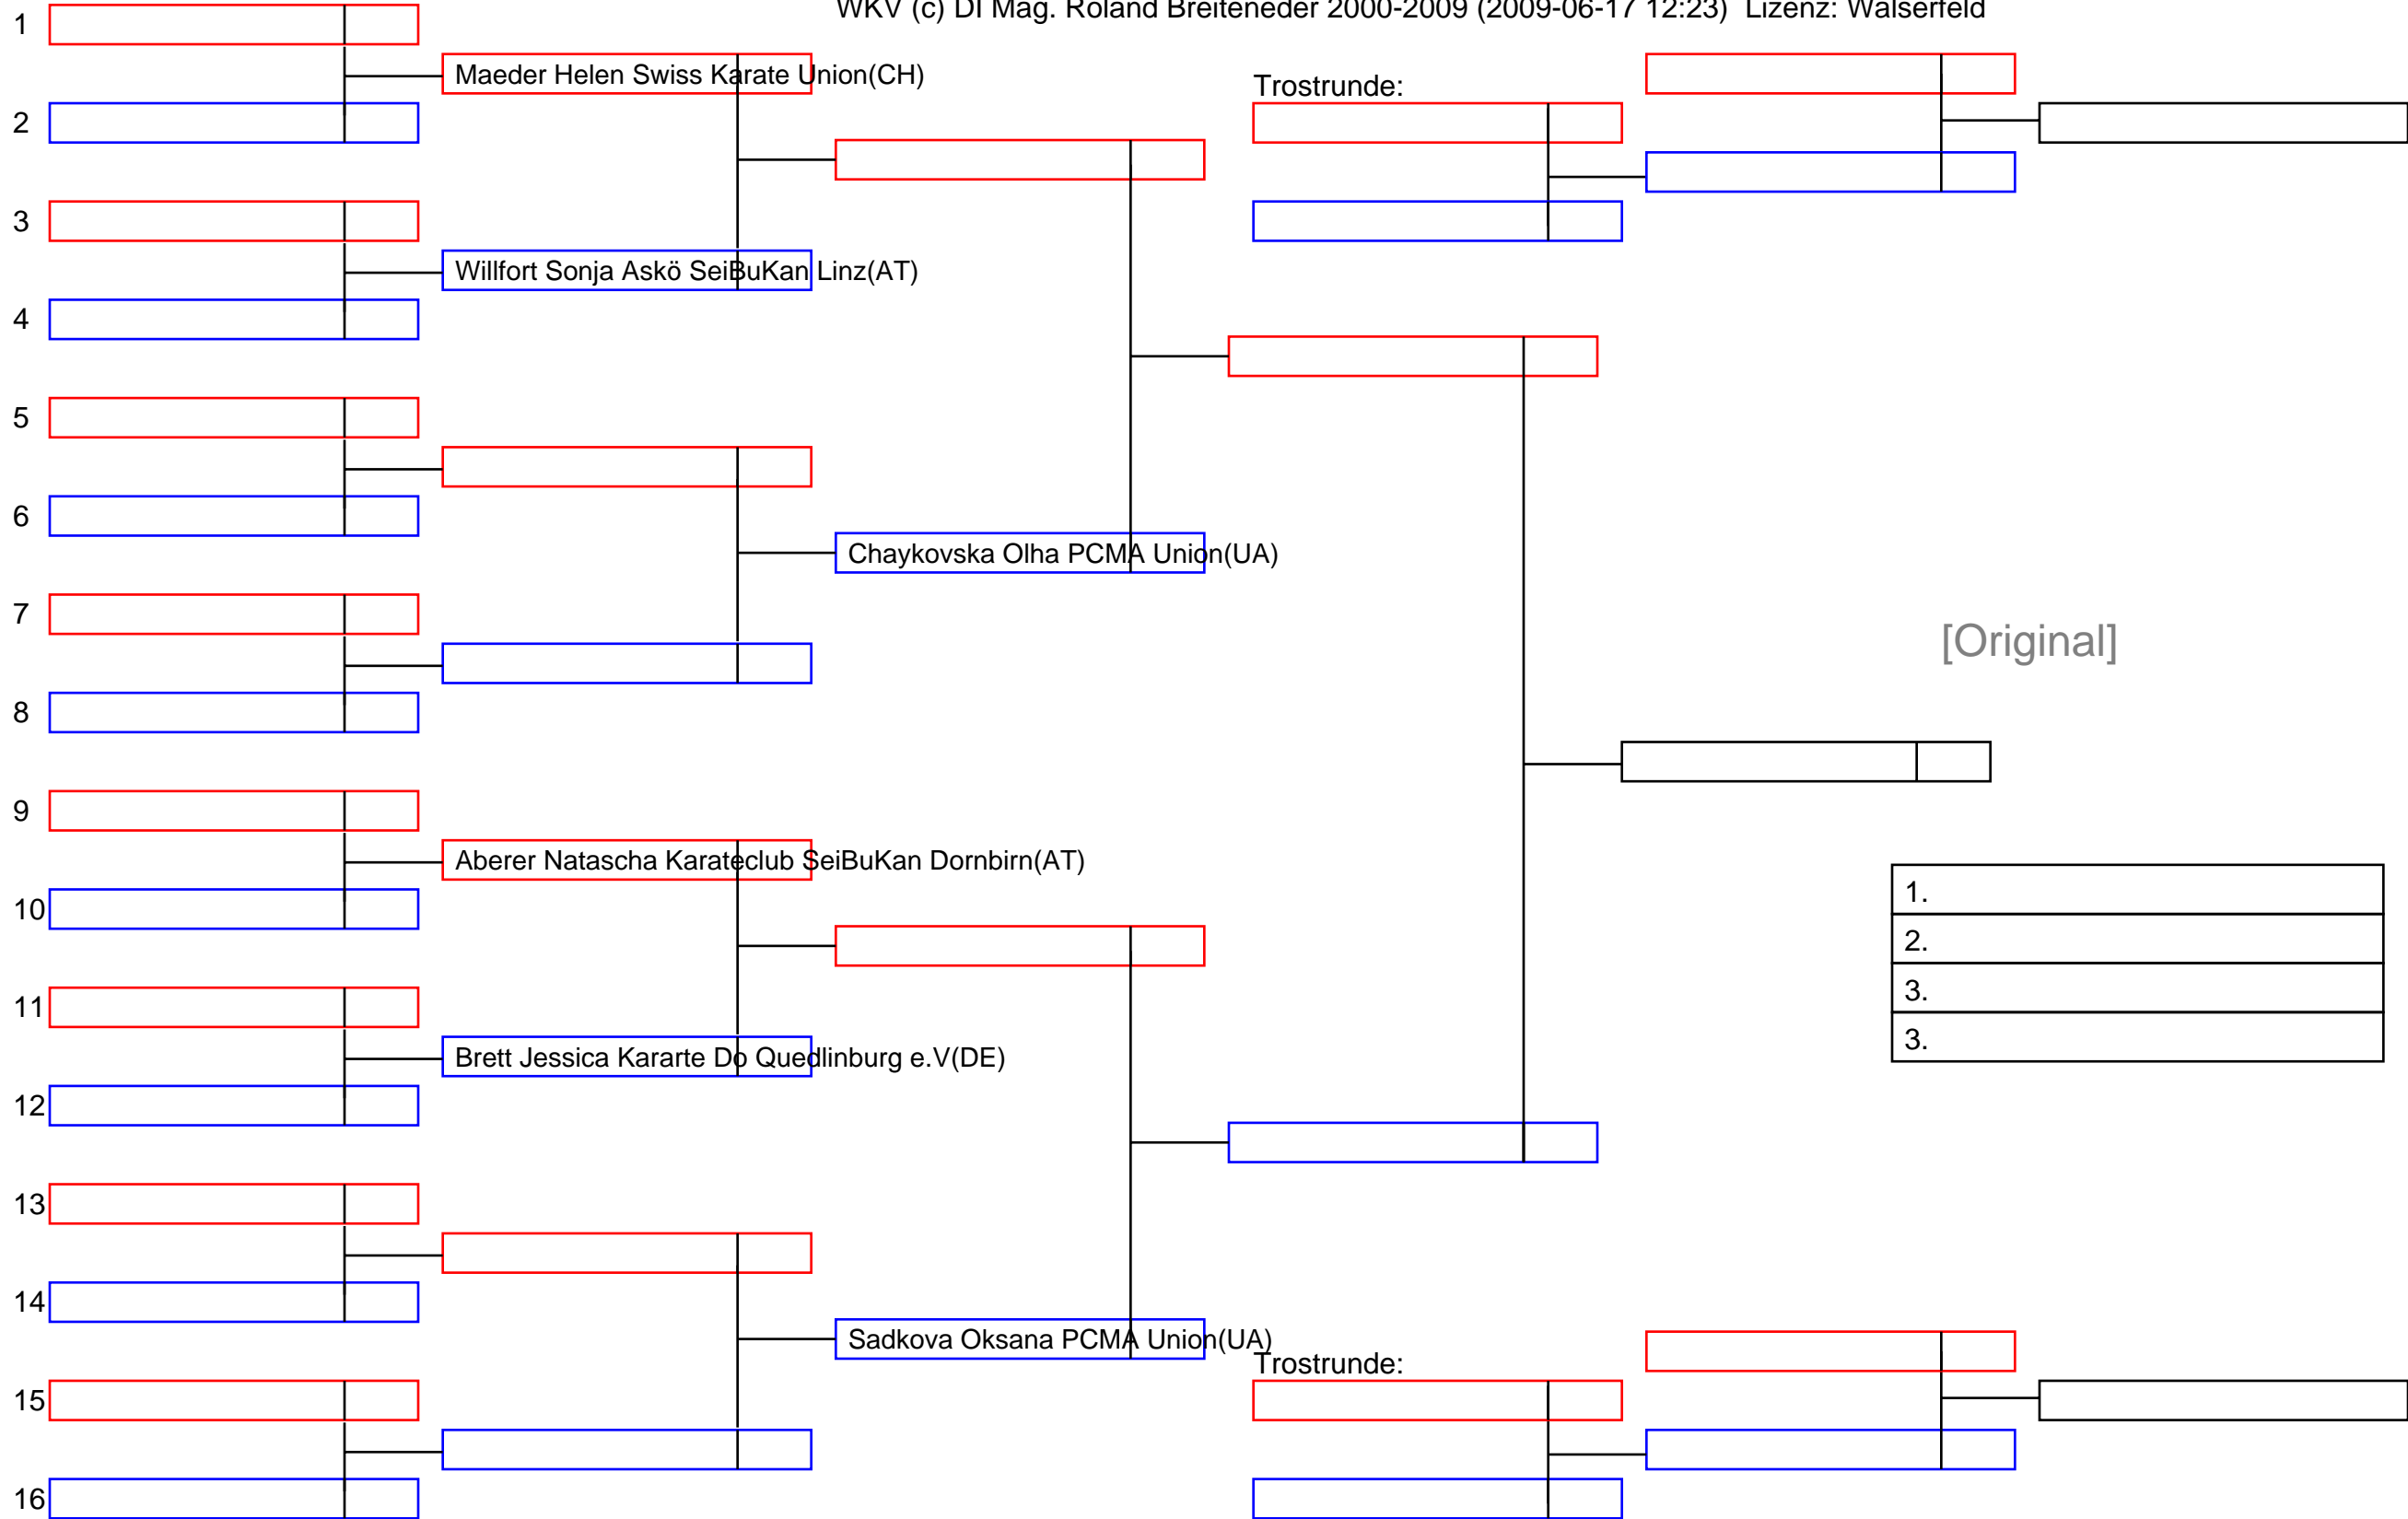 WKV (c) DI Mag. Roland Breiteneder 2000-2009 (2009-06-17 12:23) Lizenz: Walserfeld
1
Maeder Helen Swiss Karate Union(CH)
Trostrunde:
2
3
Willfort Sonja Askö SeiBuKan Linz(AT)
4
5
6
Chaykovska Olha PCMA Union(UA)
7
[Original]
8
9
Aberer Natascha Karateclub SeiBuKan Dornbirn(AT)
1.
10
2.
3.
11
3.
Brett Jessica Kararte Do Quedlinburg e.V(DE)
12
13
14
Sadkova Oksana PCMA Union(UA)
Trostrunde:
15
16